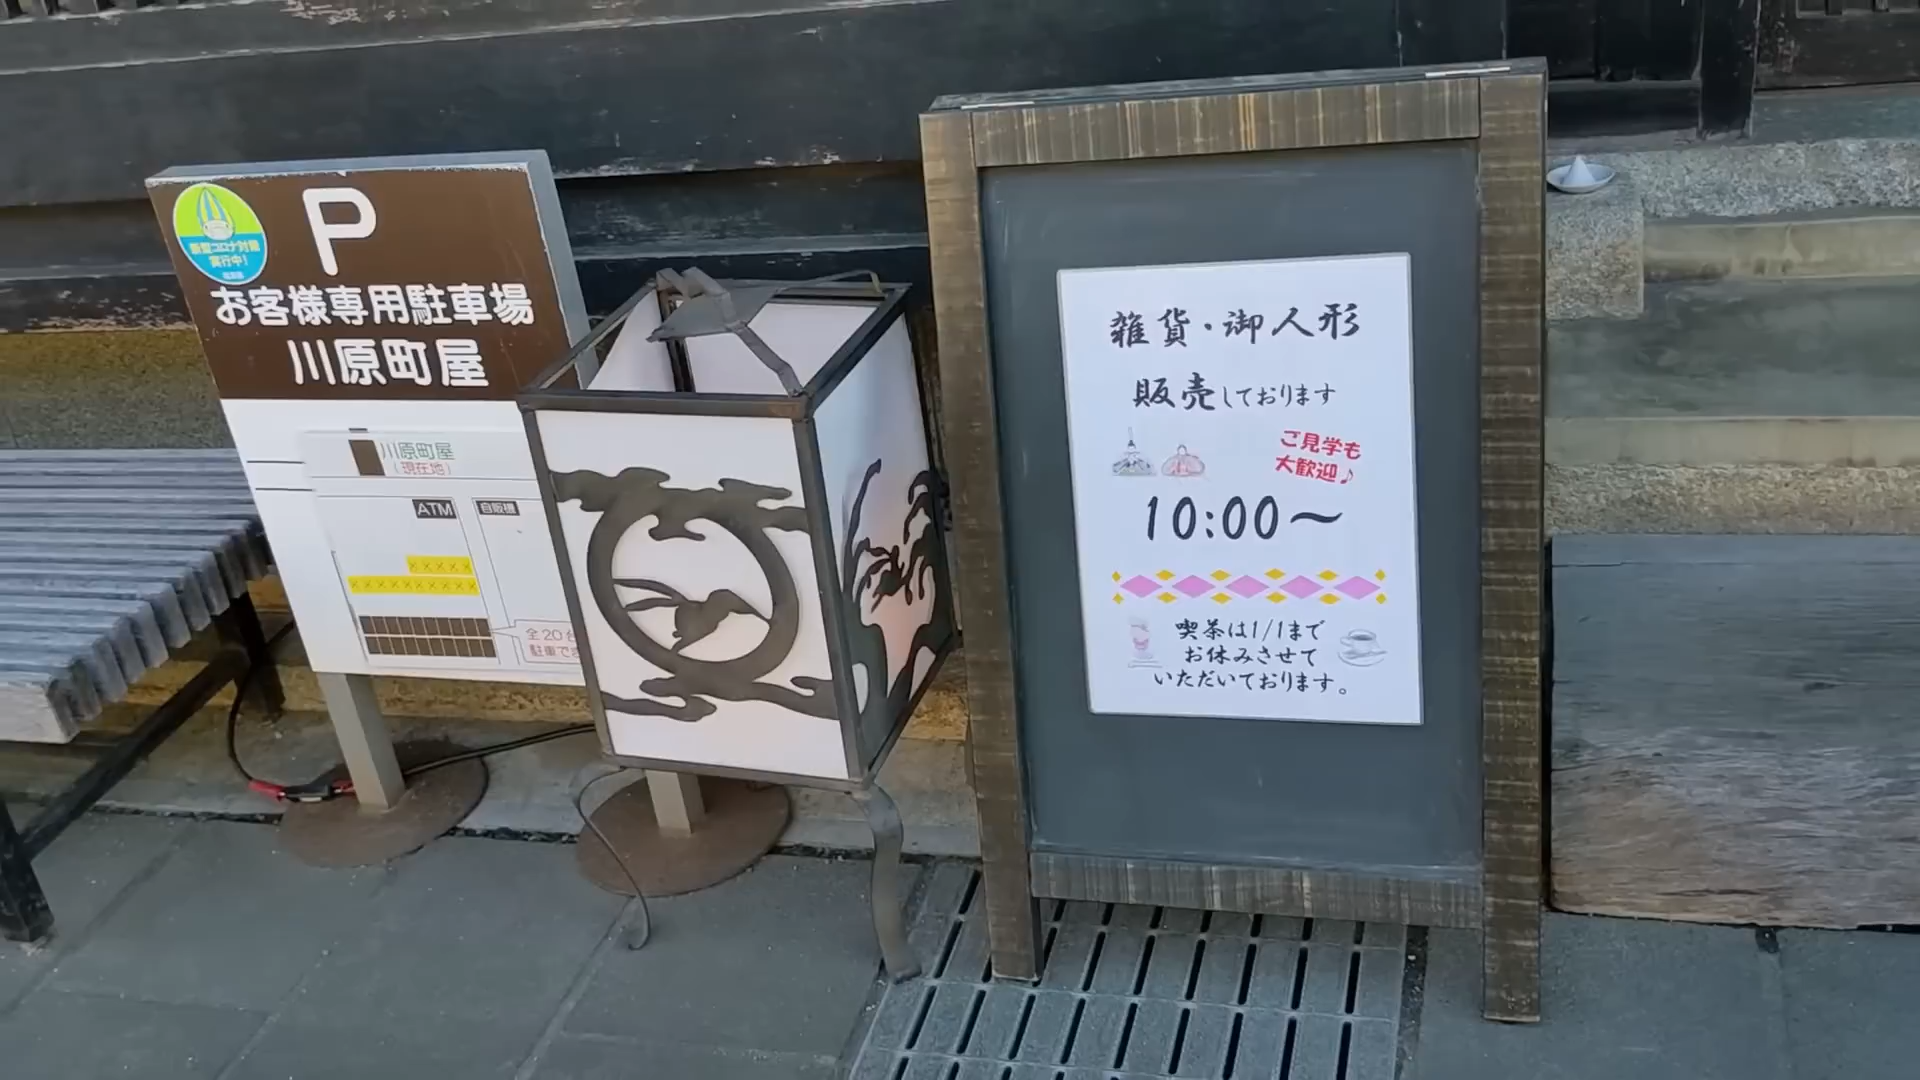 P
新型コロナ対策
実行中!
お客様専用駐車場
川原町屋
川原町屋
(現在地)
ATM
自販機
全20台
駐車でき
雑貨・御人形
販売しております
ご見学も
大歓迎♪
10:00～
喫茶は1/1まで
お休みさせて
いただいております。